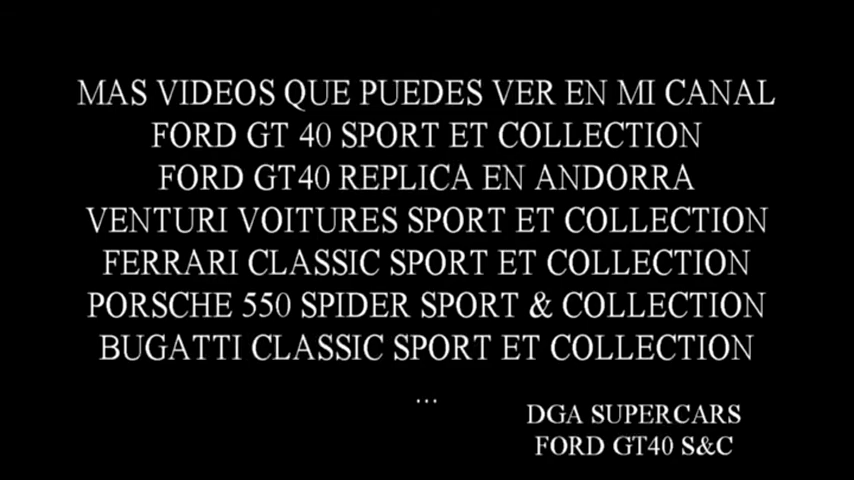 MAS VIDEOS QUE PUEDES VER EN MI CANAL
FORD GT 40 SPORT ET COLLECTION
FORD GT40 REPLICA EN ANDORRA
VENTURI VOITURES SPORT ET COLLECTION
FERRARI CLASSIC SPORT ET COLLECTION
PORSCHE 550 SPIDER SPORT & COLLECTION
BUGATTI CLASSIC SPORT ET COLLECTION
...
DGA SUPERCARS
FORD GT40 S&C